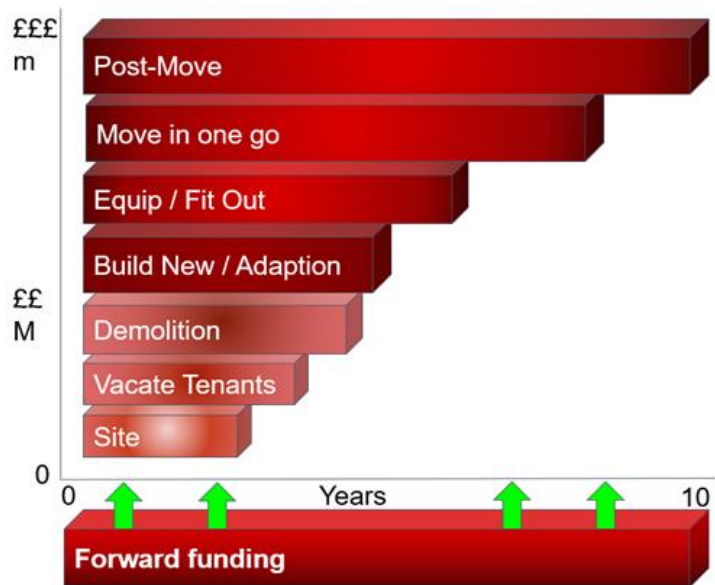 £££
m
Post-Move
Move in one go
Equip / Fit Out
Build New / Adaption
££
M
Demolition
Vacate Tenants
Site
0
0 Years 10
Forward funding